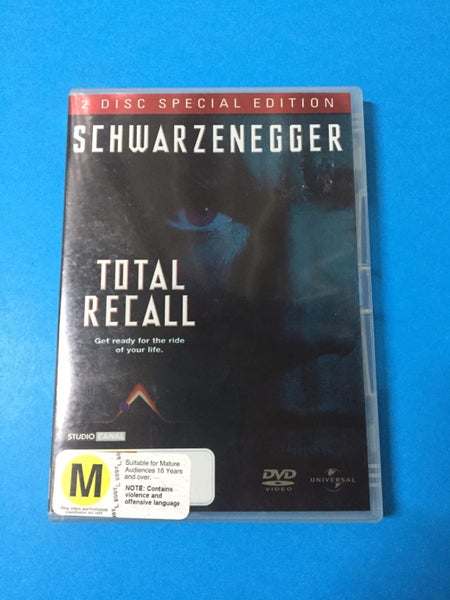 2 DISC SPECIAL EDITION
SCHWARZENEGGER
TOTAL
RECALL
Get ready for the ride
of your life.
STUDIO CANAL
M
Suitable for Mature
Audiences 16 Years
and over.
NOTE: Contains
violence and
offensive language
DVD
VIDEO
UNIVERSAL